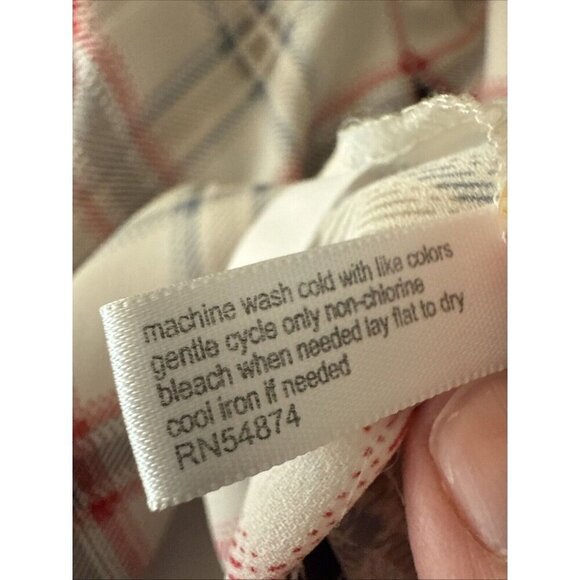 machine wash cold with like colors
gentle cycle only non-chlorine
bleach when needed lay flat to dry
cool iron if needed
RN54874